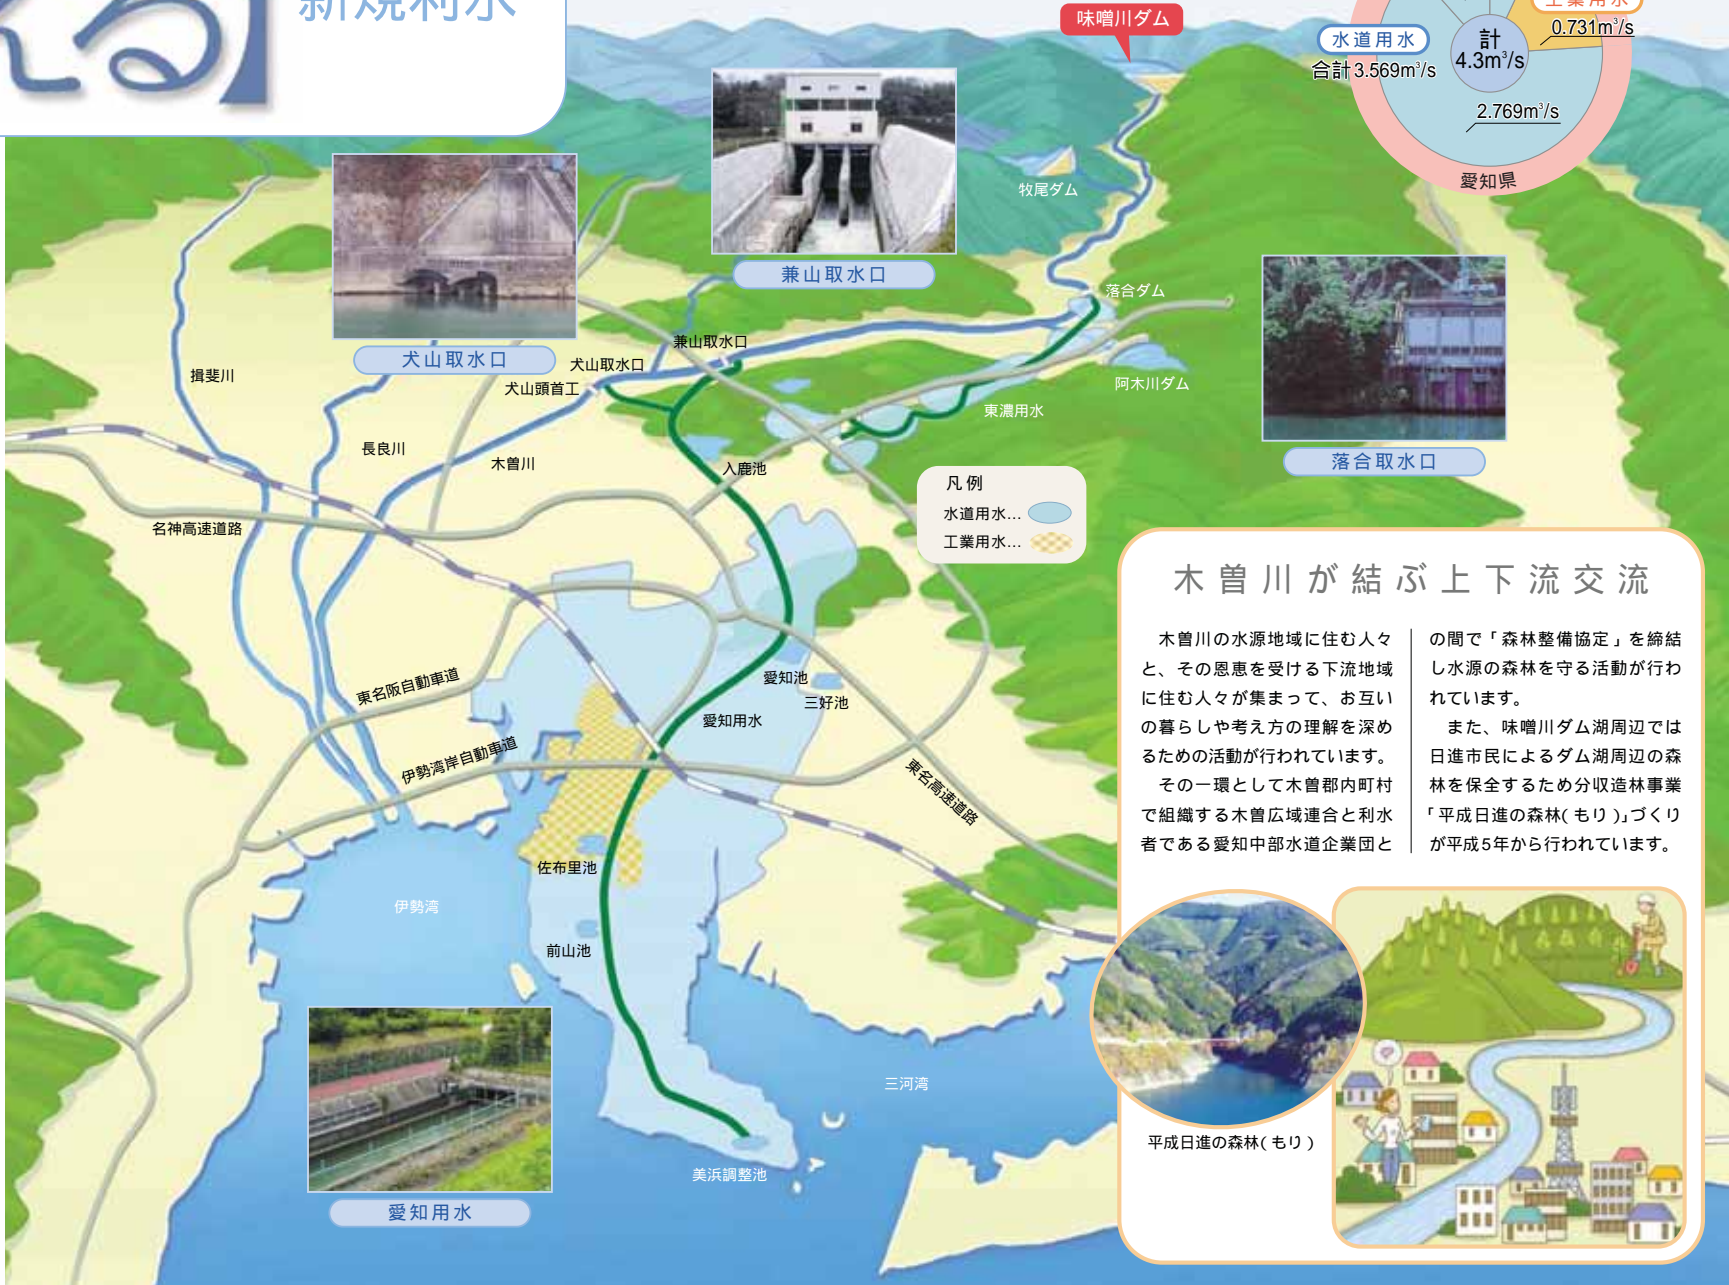 える】
新規利水
味噌川ダム
工業用水
0.731m³/s
水道用水
合計3.569m³/s
計
4.3m³/s
2.769m³/s
愛知県
牧尾ダム
兼山取水口
落合ダム
犬山取水口
兼山取水口
犬山取水口
犬山頭首工
揖斐川
阿木川ダム
東濃用水
長良川
木曽川
入鹿池
落合取水口
名神高速道路
凡例
水道用水…
工業用水…
東名阪自動車道
愛知池
三好池
愛知用水
伊勢湾岸自動車道
東名高速道路
佐布里池
伊勢湾
前山池
三河湾
美浜調整池
愛知用水
木曽川が結ぶ上下流交流
木曽川の水源地域に住む人々
と、その恩恵を受ける下流地域
に住む人々が集まって、お互い
の暮らしや考え方の理解を深め
るための活動が行われています。
その一環として木曽郡内町村
で組織する木曽広域連合と利水
者である愛知中部水道企業団と
の間で「森林整備協定」を締結
し水源の森林を守る活動が行わ
れています。
また、味噌川ダム湖周辺では
日進市民によるダム湖周辺の森
林を保全するため分収造林事業
「平成日進の森林(もり)」づくり
が平成5年から行われています。
平成日進の森林(もり)